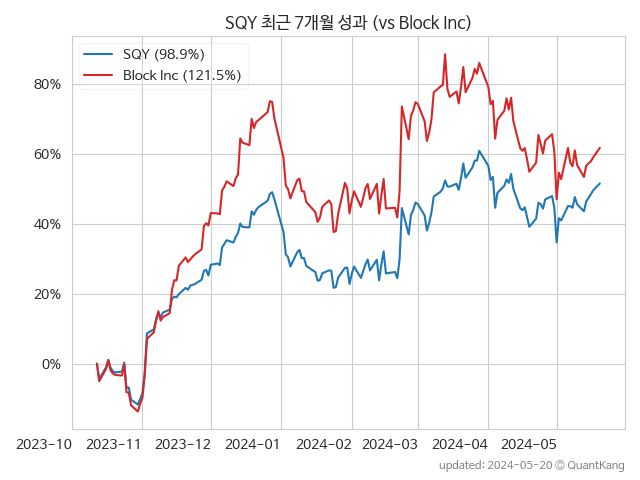 SQY 최근 7개월 성과 (vs Block Inc)
SQY (98.9%)
Block Inc (121.5%)
80%
60%
40%
20%
0%
2023-10 2023-11 2023-12 2024-01 2024-02 2024-03 2024-04 2024-05
updated: 2024-05-20 © QuantKang